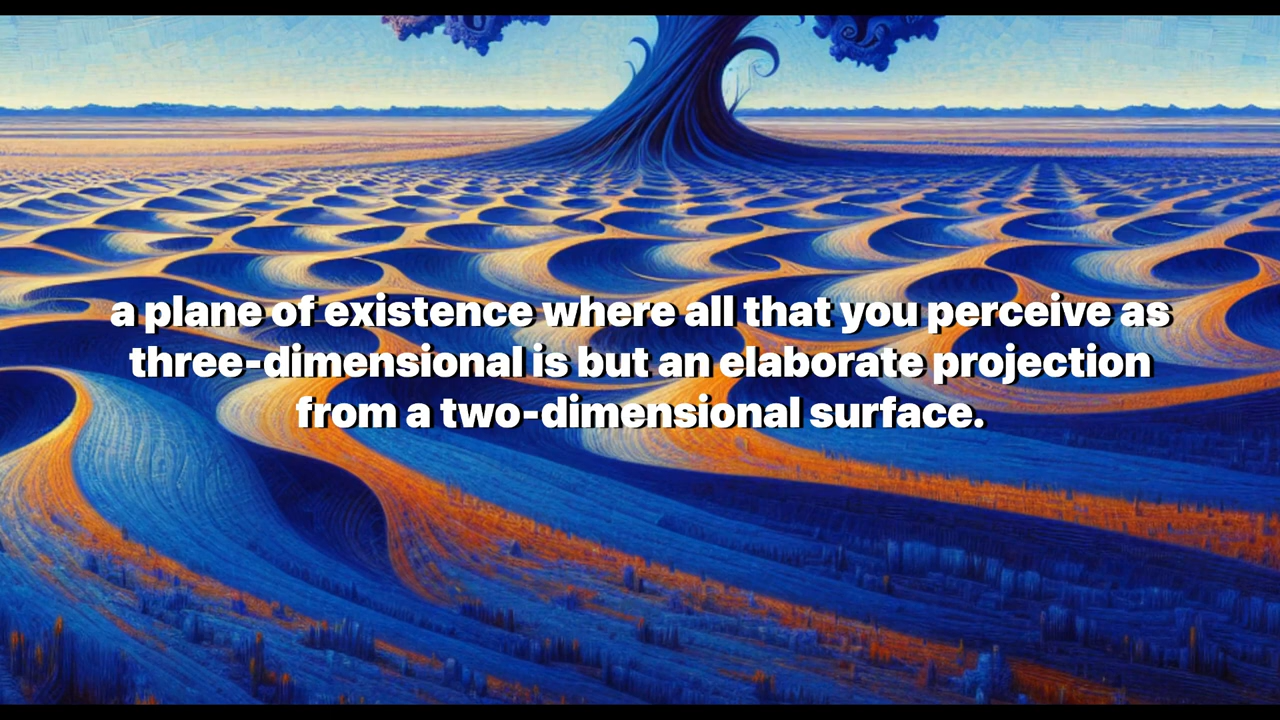 a plane of existence where all that you perceive as
three-dimensional is but an elaborate projection
from a two-dimensional surface.